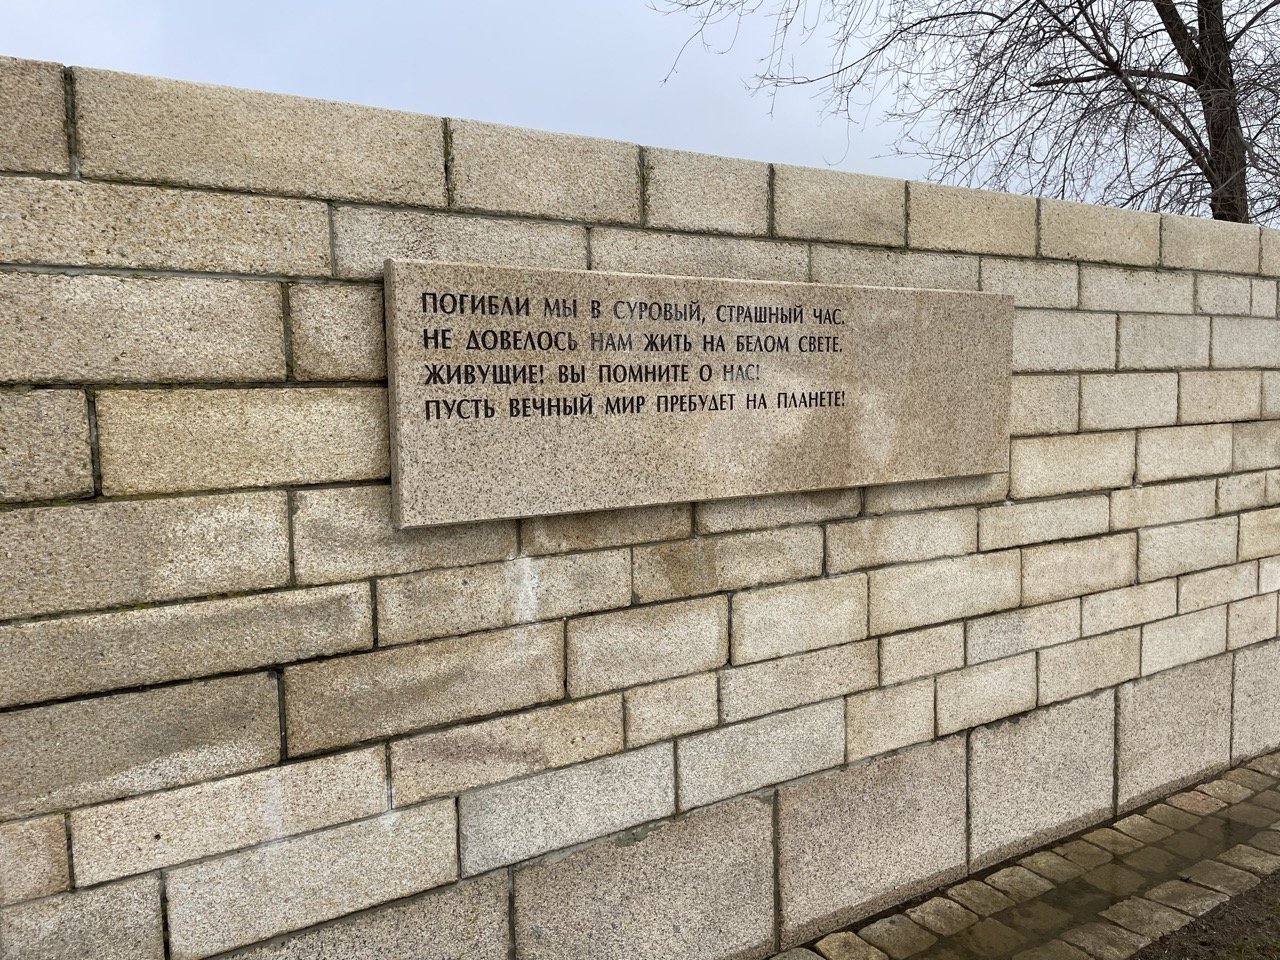 ПОГИБЛИ МЫ В СУРОВЫЙ, СТРАШНЫЙ ЧАС.
НЕ ДОВЕЛОСЬ НАМ ЖИТЬ НА БЕЛОМ СВЕТЕ.
ЖИВУЩИЕ! ВЫ ПОМНИТЕ О НАС!
ПУСТЬ ВЕЧНЫЙ МИР ПРЕБУДЕТ НА ПЛАНЕТЕ!